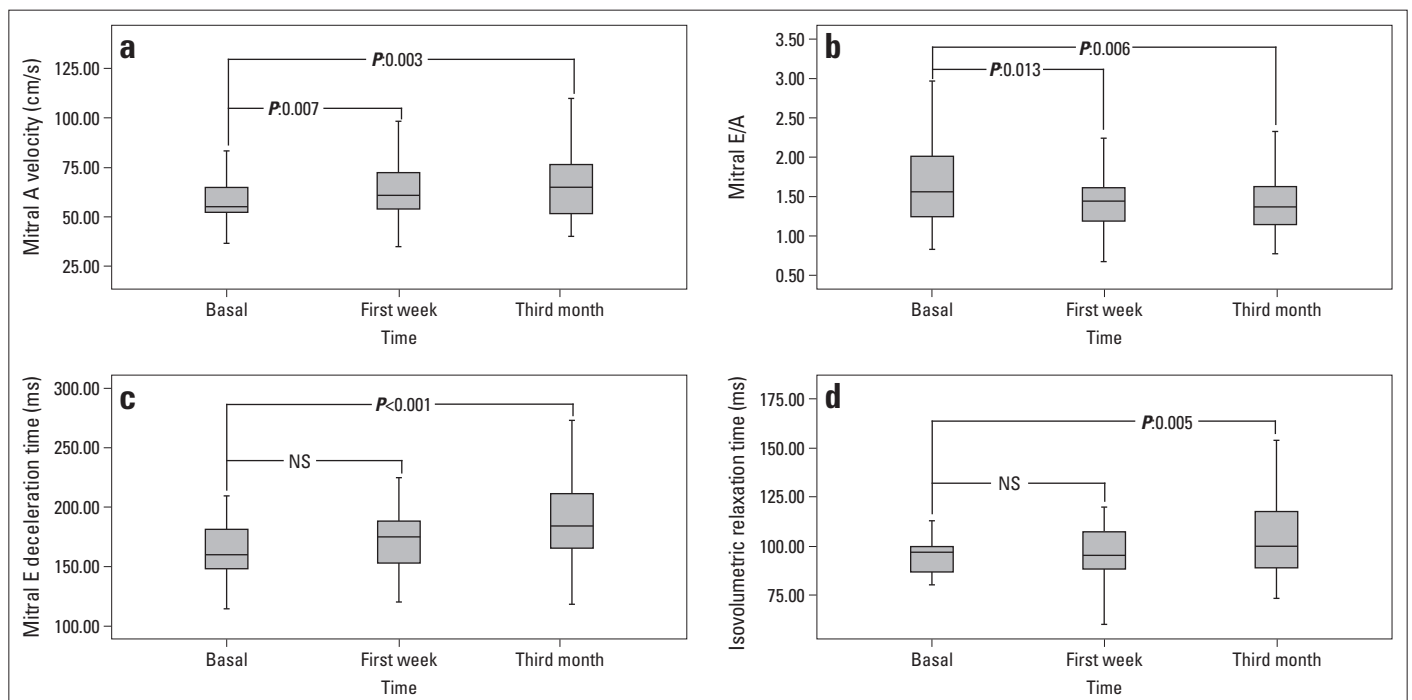 a
Mitral A velocity (cm/s)
125.00
100.00
75.00
50.00
25.00
P:0.003
P:0.007
Basal
First week
Third month
Time
b
Mitral E/A
3.50
3.00
2.50
2.00
1.50
1.00
0.50
P:0.006
P:0.013
Basal
First week
Third month
Time
c
Mitral E deceleration time (ms)
300.00
250.00
200.00
150.00
100.00
P<0.001
NS
Basal
First week
Third month
Time
d
Isovolumetric relaxation time (ms)
175.00
150.00
125.00
100.00
75.00
P:0.005
NS
Basal
First week
Third month
Time